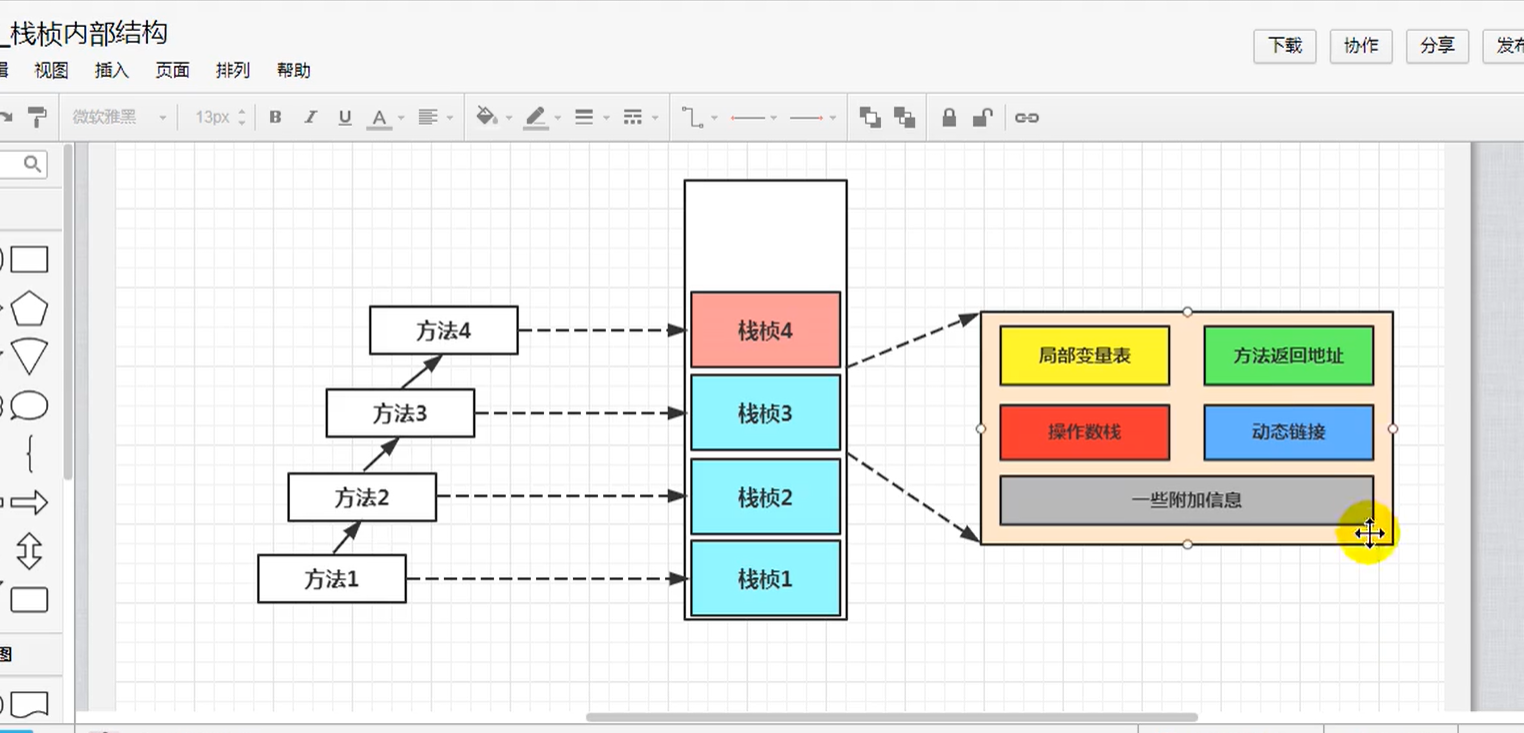 _栈桢内部结构
下载 协作 分享 发布
辑 视图 插入 页面 排列 帮助
微软雅黑 13px B I U A
方法4 栈桢4
局部变量表 方法返回地址
方法3 栈桢3
操作数栈 动态链接
方法2 栈桢2
一些附加信息
方法1 栈桢1
图